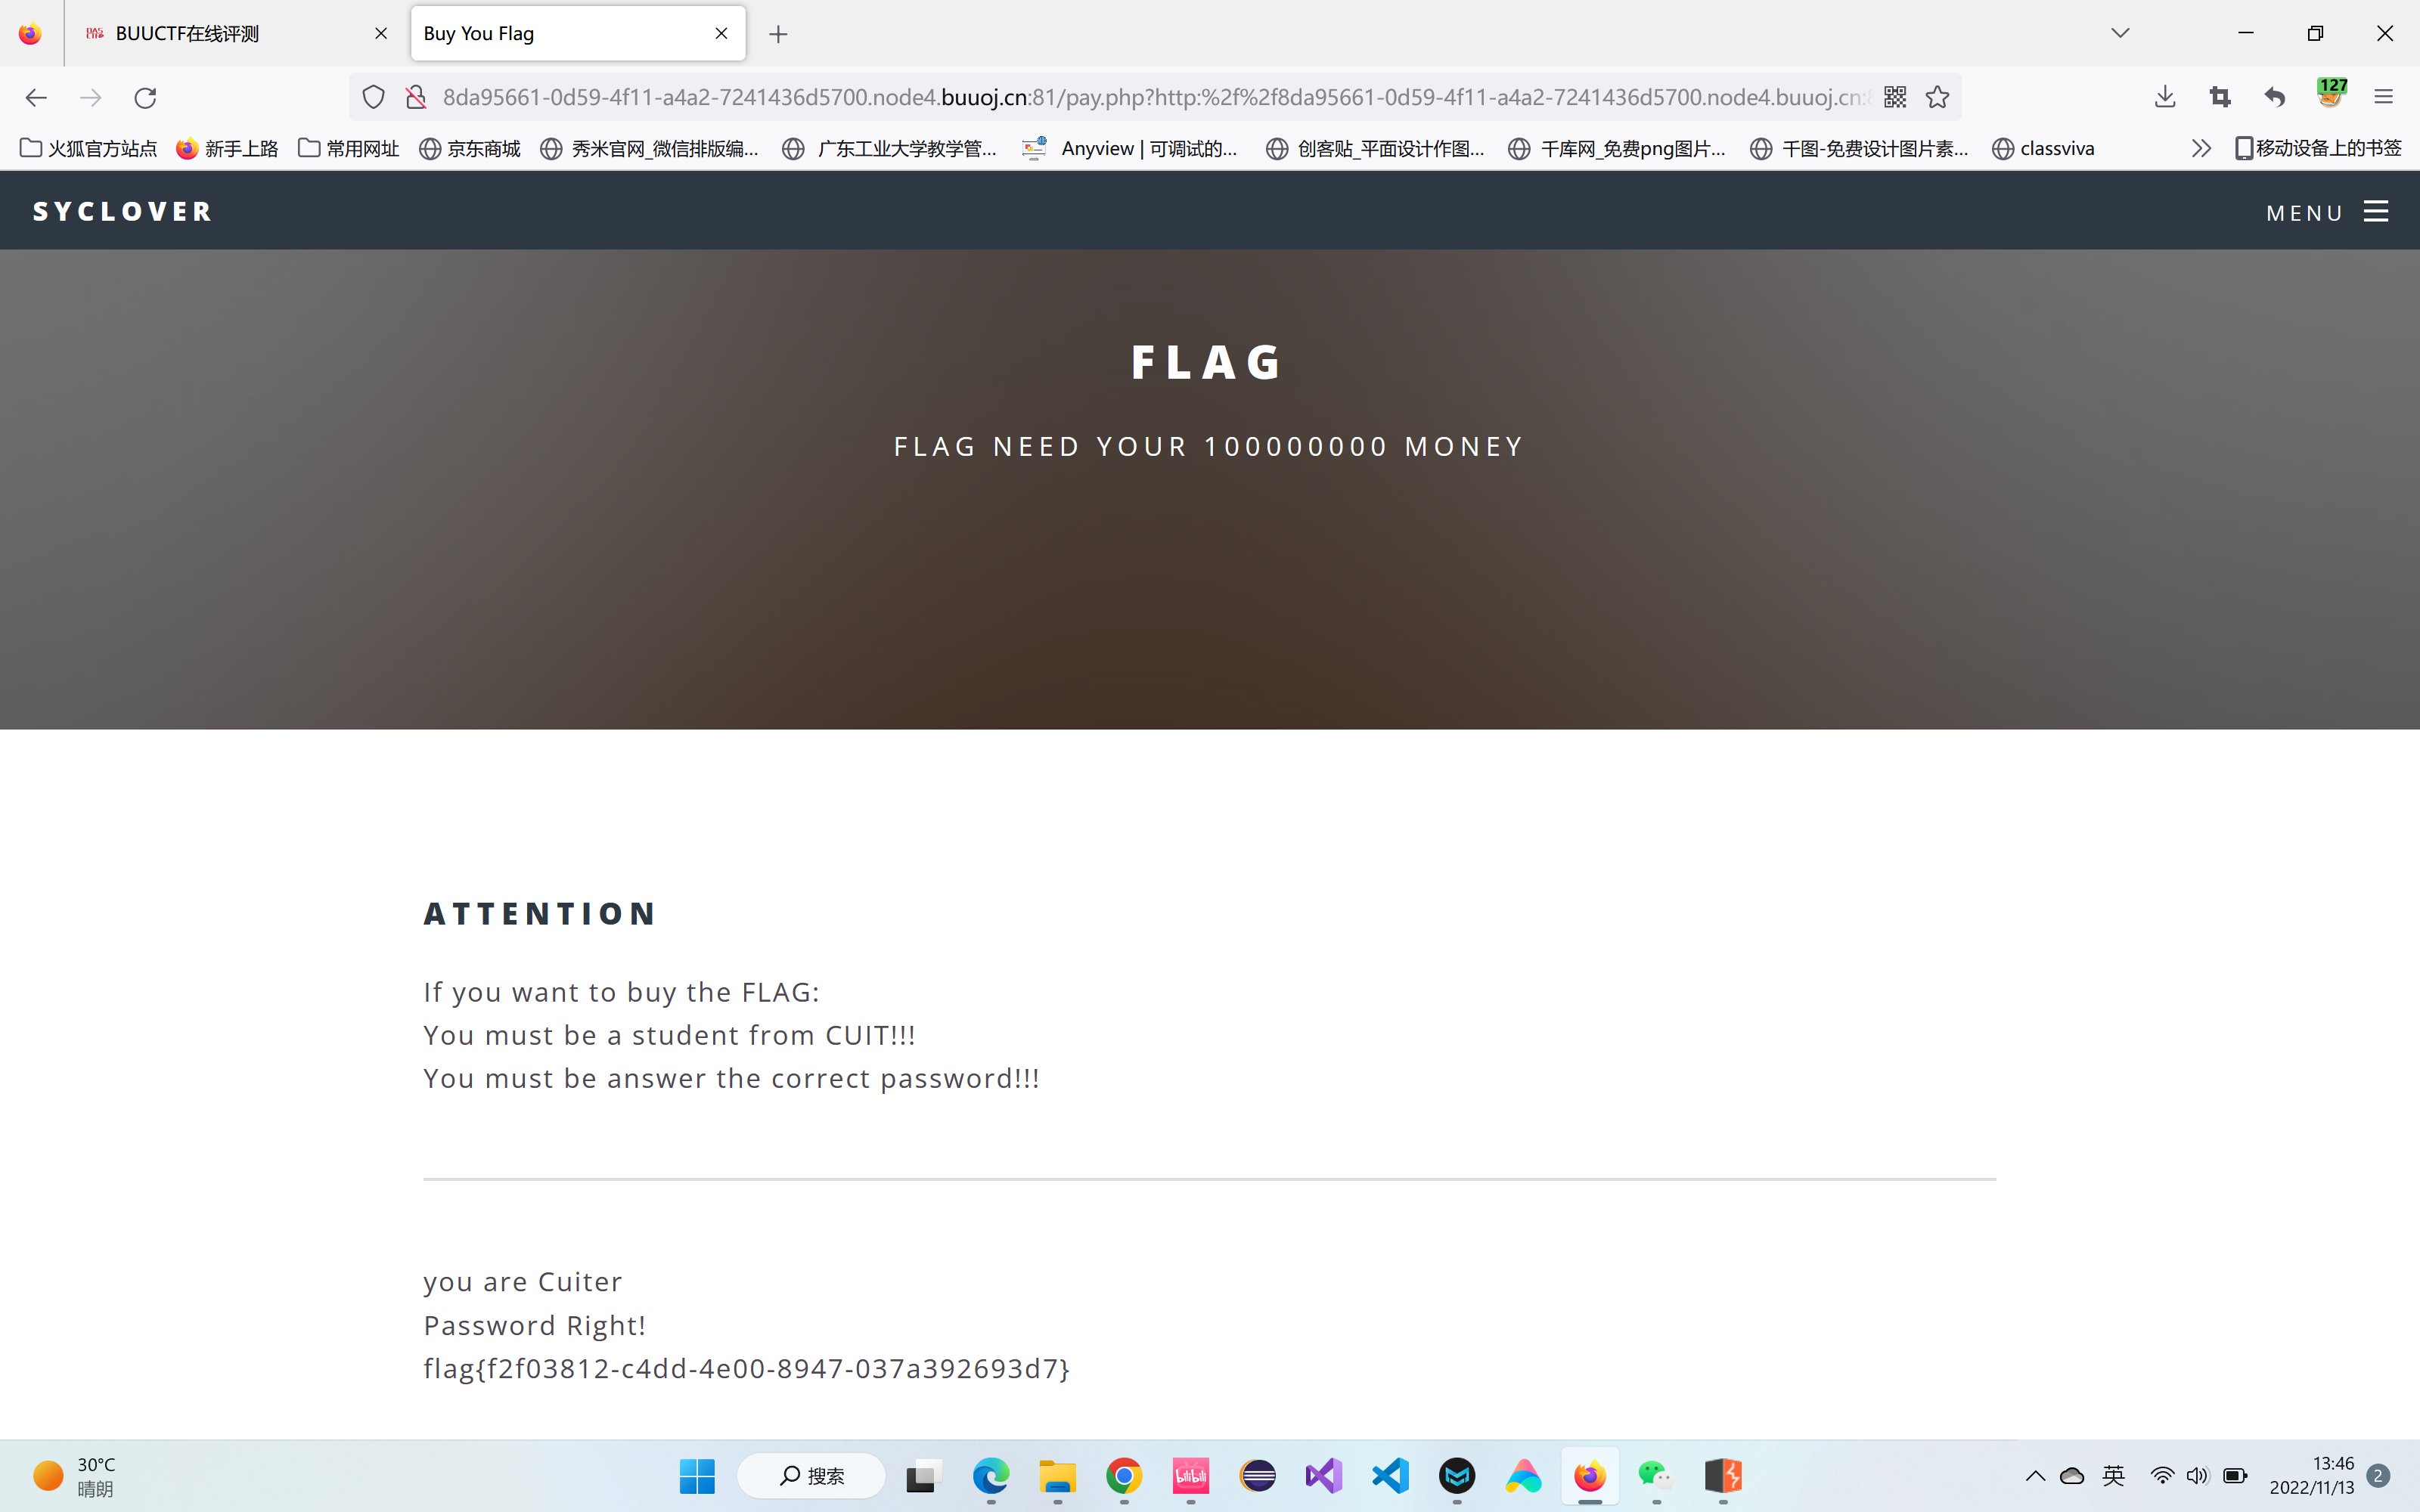 BUUCTF在线评测
Buy You Flag
8da95661-0d59-4f11-a4a2-7241436d5700.node4.buuoj.cn:81/pay.php?http:%2f%2f8da95661-0d59-4f11-a4a2-7241436d5700.node4.buuoj.cn:8
127
火狐官方站点
新手上路
常用网址
京东商城
秀米官网_微信排版编...
广东工业大学教学管...
Anyview | 可调试的...
创客贴_平面设计作图...
千库网_免费png图片...
千图-免费设计图片素...
classviva
移动设备上的书签
SYCLOVER
MENU
FLAG
FLAG NEED YOUR 100000000 MONEY
ATTENTION
If you want to buy the FLAG:
You must be a student from CUIT!!!
You must be answer the correct password!!!
you are Cuiter
Password Right!
flag{f2f03812-c4dd-4e00-8947-037a392693d7}
30°C
晴朗
搜索
bilibili
英
13:46
2022/11/13
2